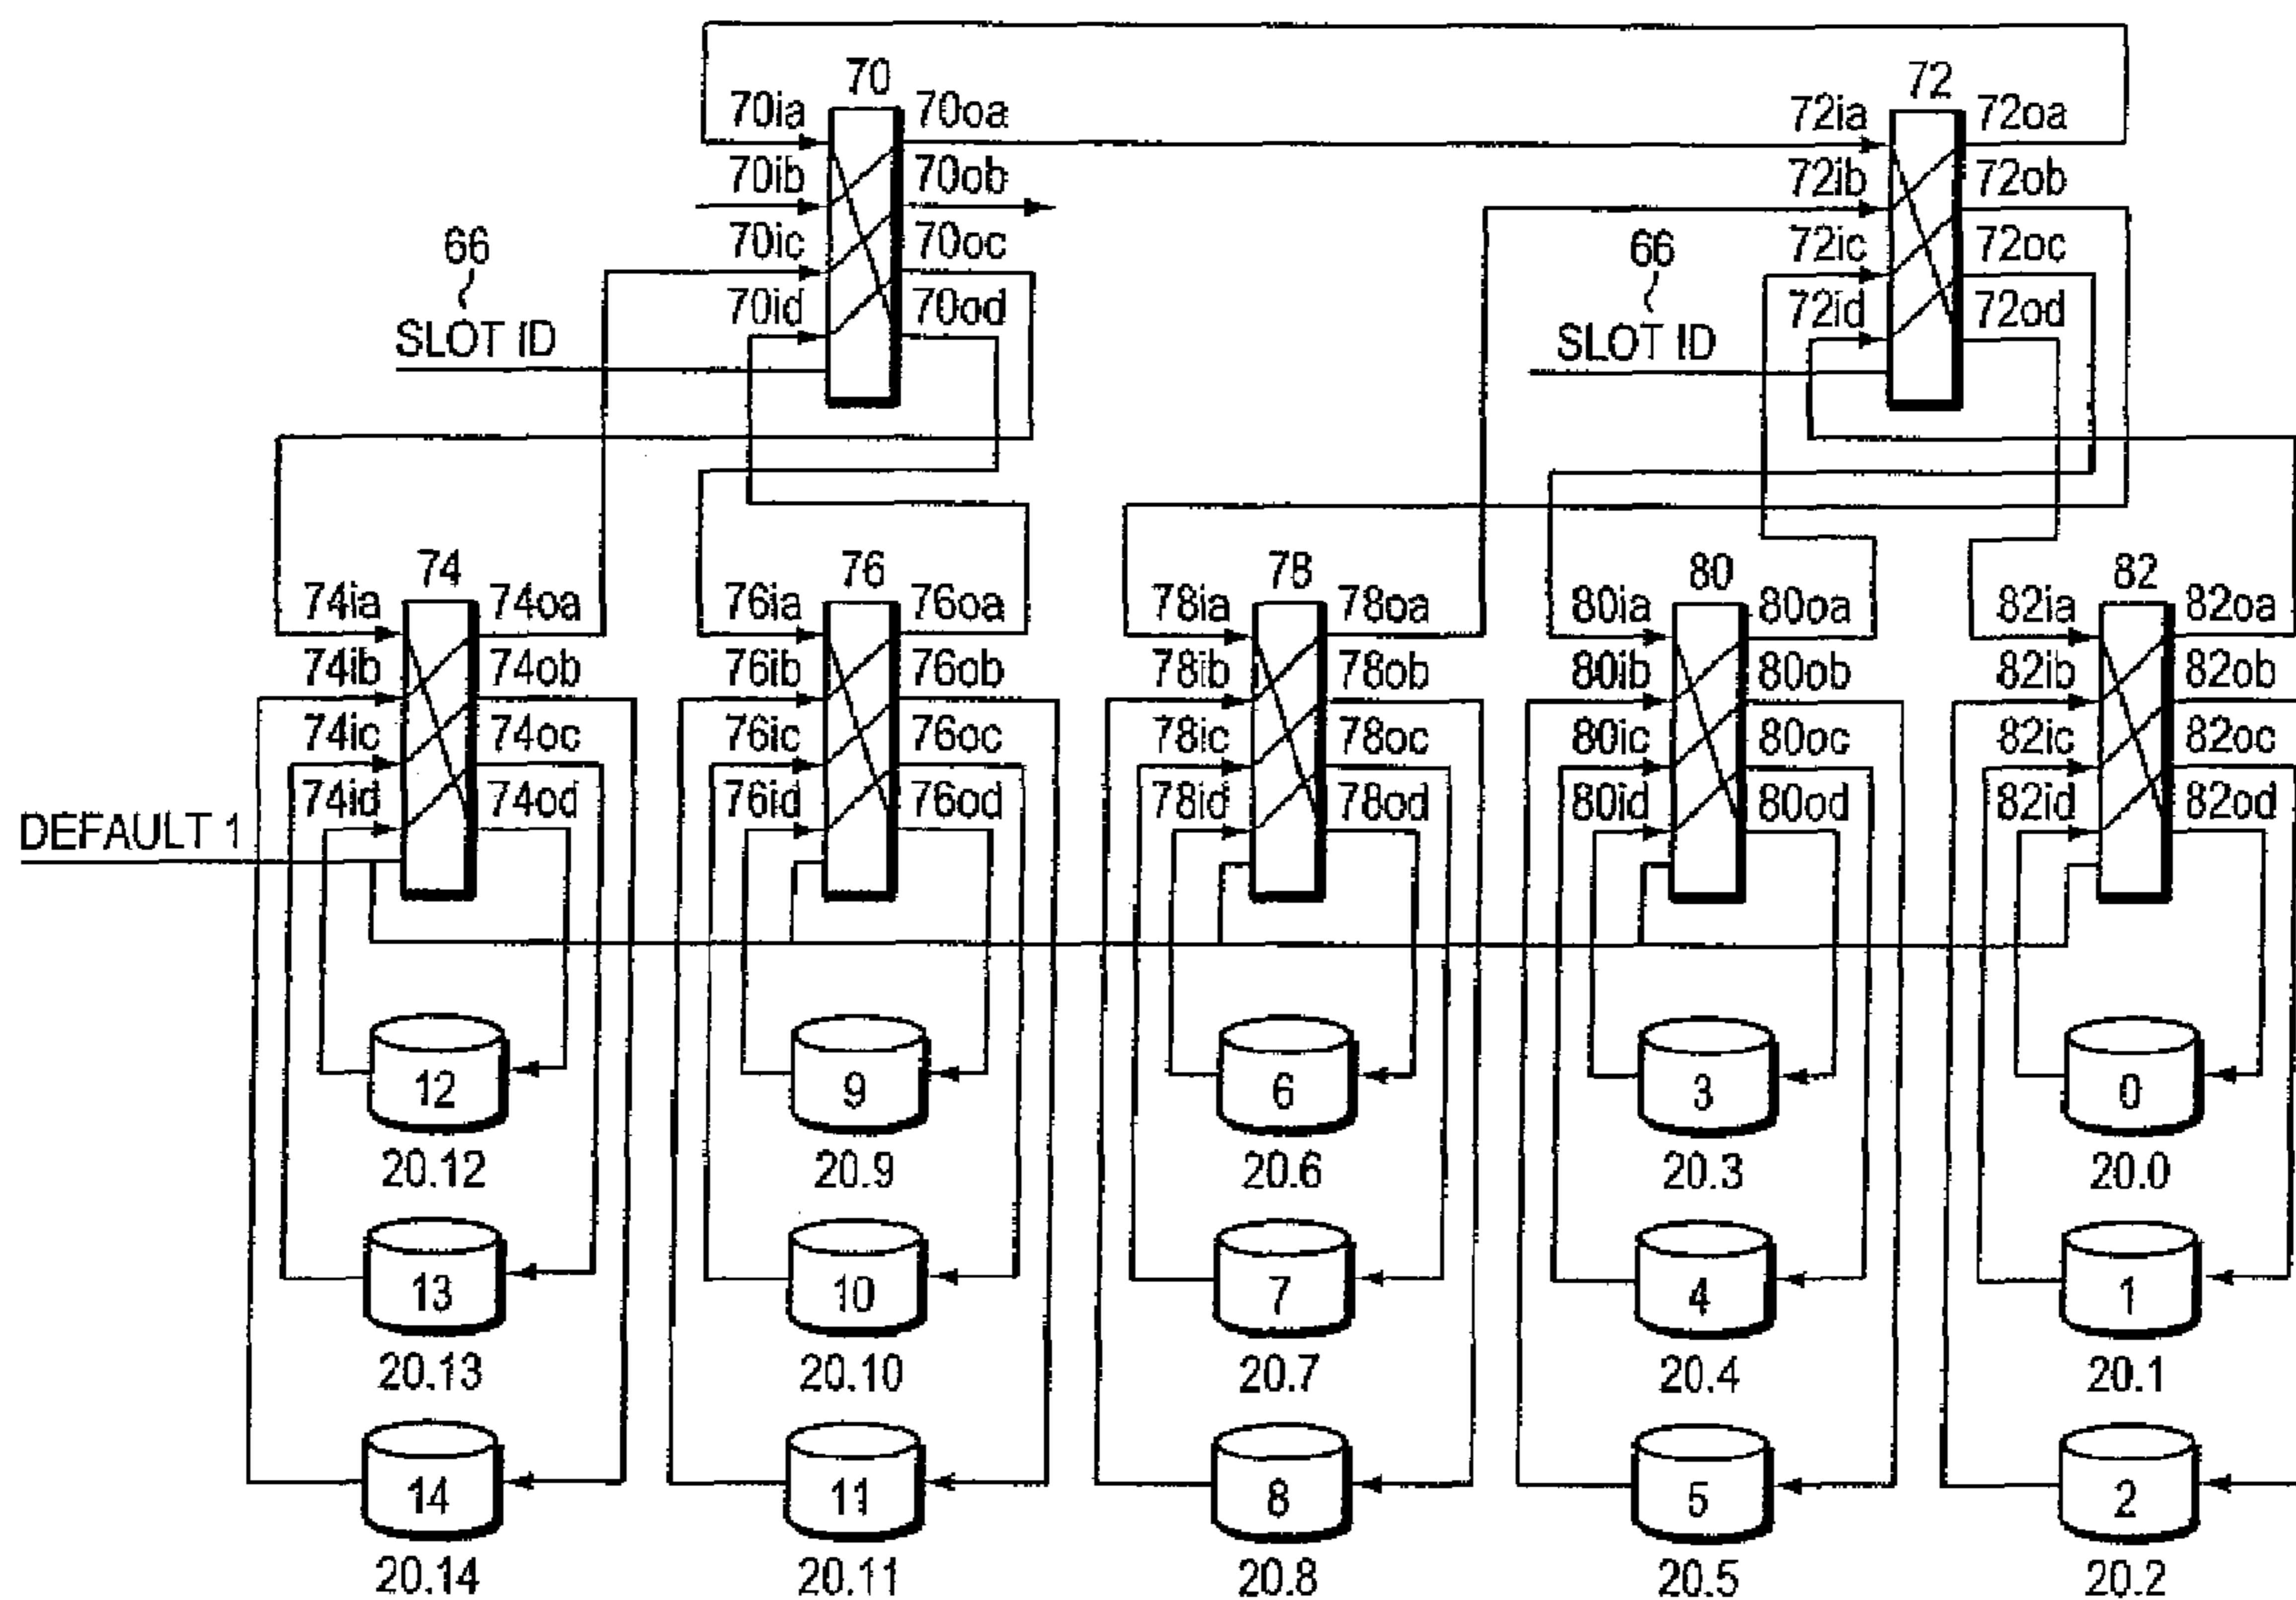 70 72
70ia 70oa 72ia 72oa
70ib 70ob 72ib 72ob
66 70ic 70oc 66 72ic 72oc
70id 70od 72id 72od
SLOT ID SLOT ID
74 76 78 80 82
74ia 74oa 76ia 76oa 78ia 78oa 80ia 80oa 82ia 82oa
74ib 74ob 76ib 76ob 78ib 78ob 80ib 80ob 82ib 82ob
74ic 74oc 76ic 76oc 78ic 78oc 80ic 80oc 82ic 82oc
74id 74od 76id 76od 78id 78od 80id 80od 82id 82od
DEFAULT 1
12 9 6 3 0
20.12 20.9 20.6 20.3 20.0
13 10 7 4 1
20.13 20.10 20.7 20.4 20.1
14 11 8 5 2
20.14 20.11 20.8 20.5 20.2